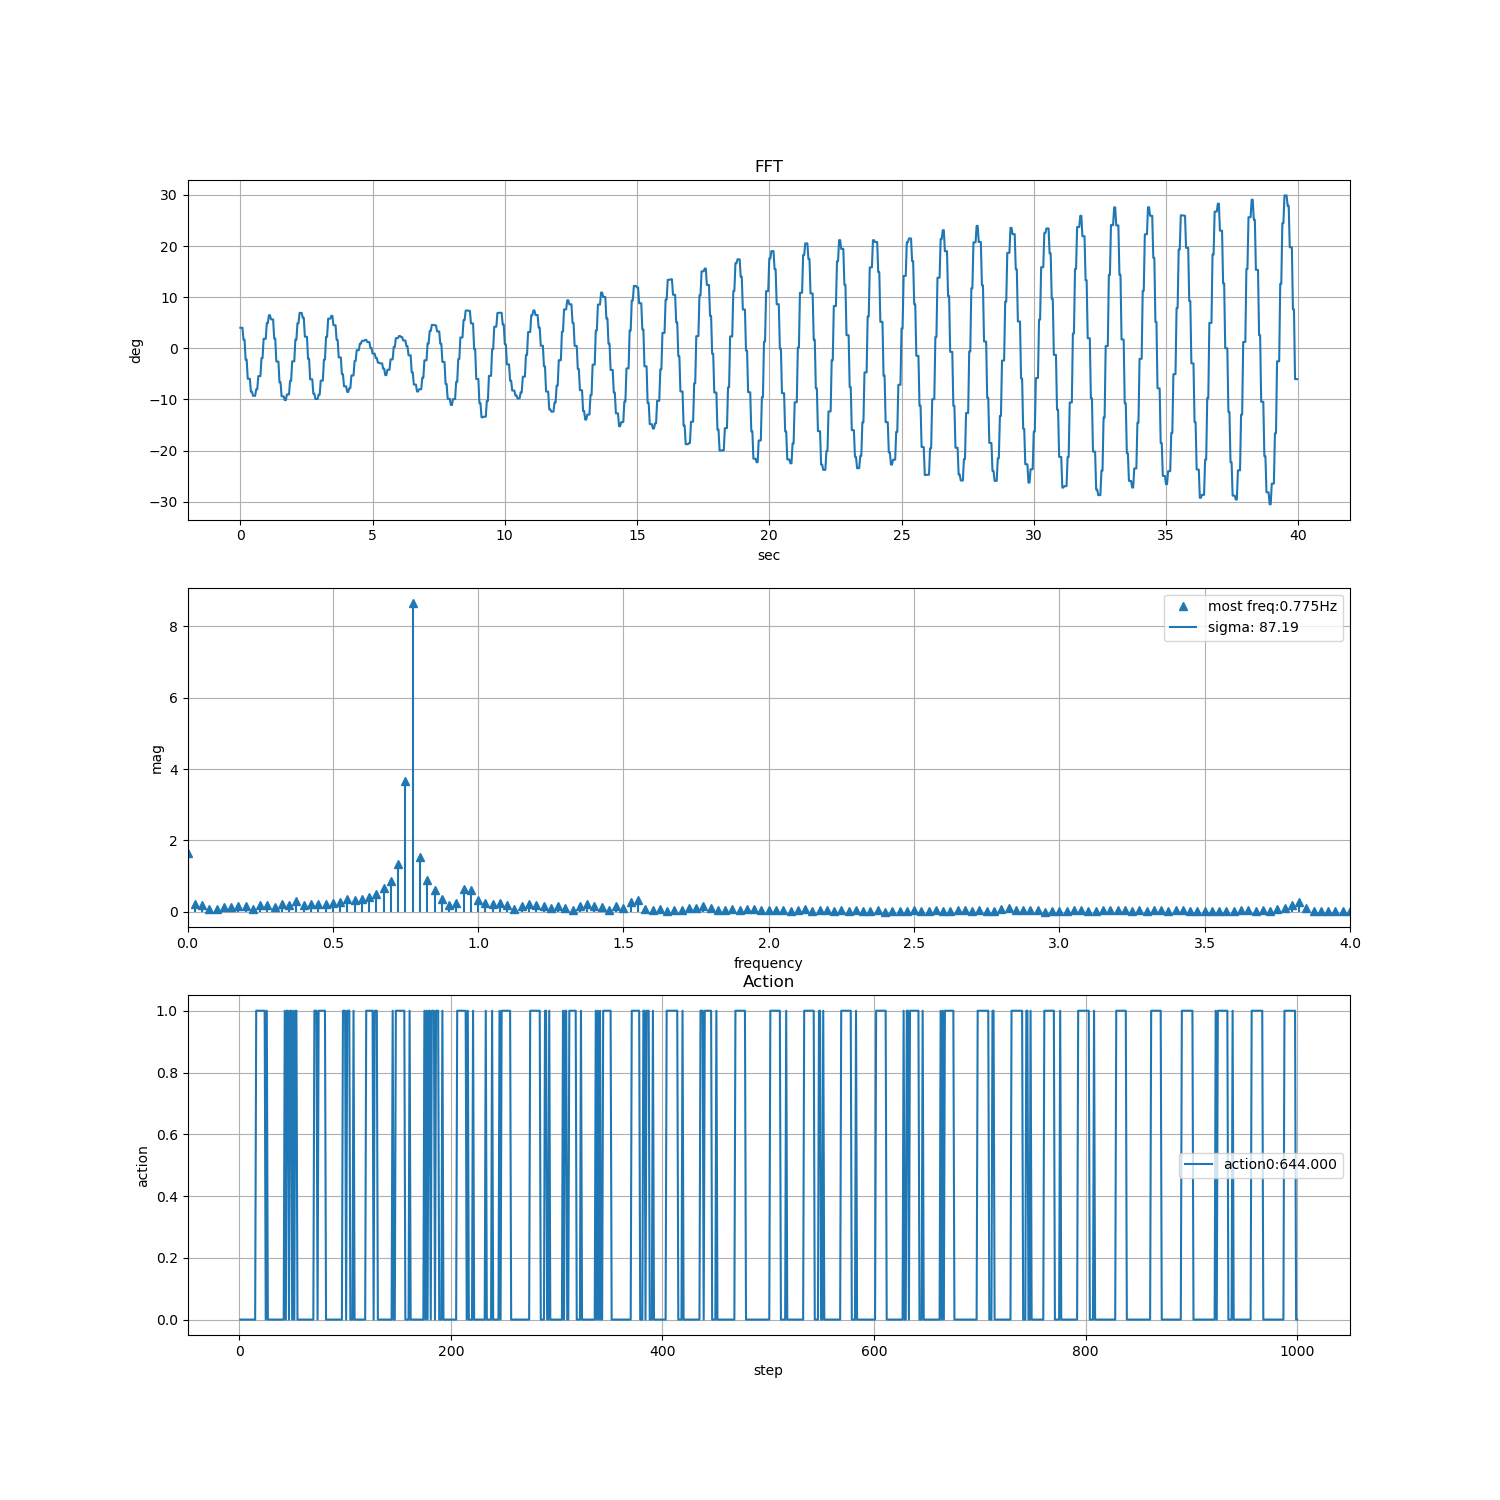 FFT
30
20
10
0
−10
−20
−30
deg
0 5 10 15 20 25 30 35 40
sec
most freq:0.775Hz
sigma: 87.19
8
6
4
2
0
mag
0.0 0.5 1.0 1.5 2.0 2.5 3.0 3.5 4.0
frequency
Action
1.0
0.8
0.6
0.4
0.2
0.0
action
action0:644.000
0 200 400 600 800 1000
step